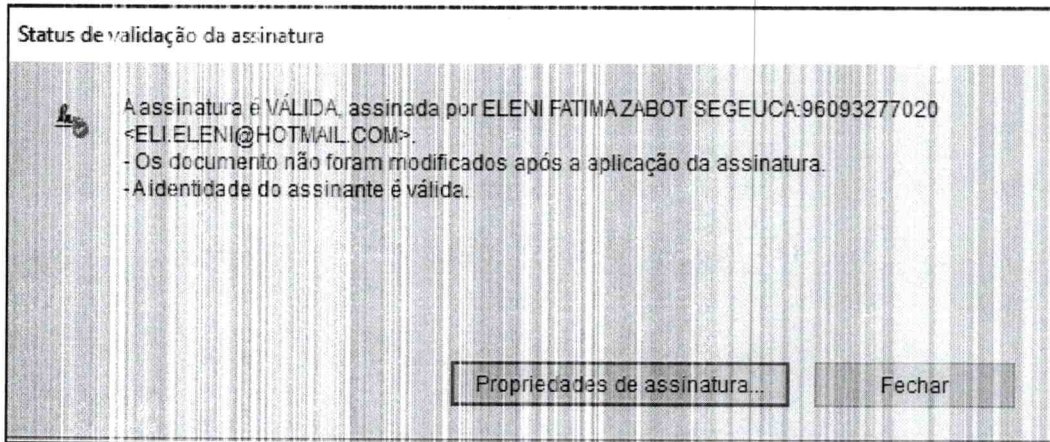 Status de validação da assinatura
A assinatura é VÁLIDA, assinada por ELENI FATIMA ZABOT SEGEUCA:96093277020
<ELI.ELENI@HOTMAIL.COM>.
- Os documento não foram modificados após a aplicação da assinatura.
- A identidade do assinante é válida.
Propriedades de assinatura...
Fechar